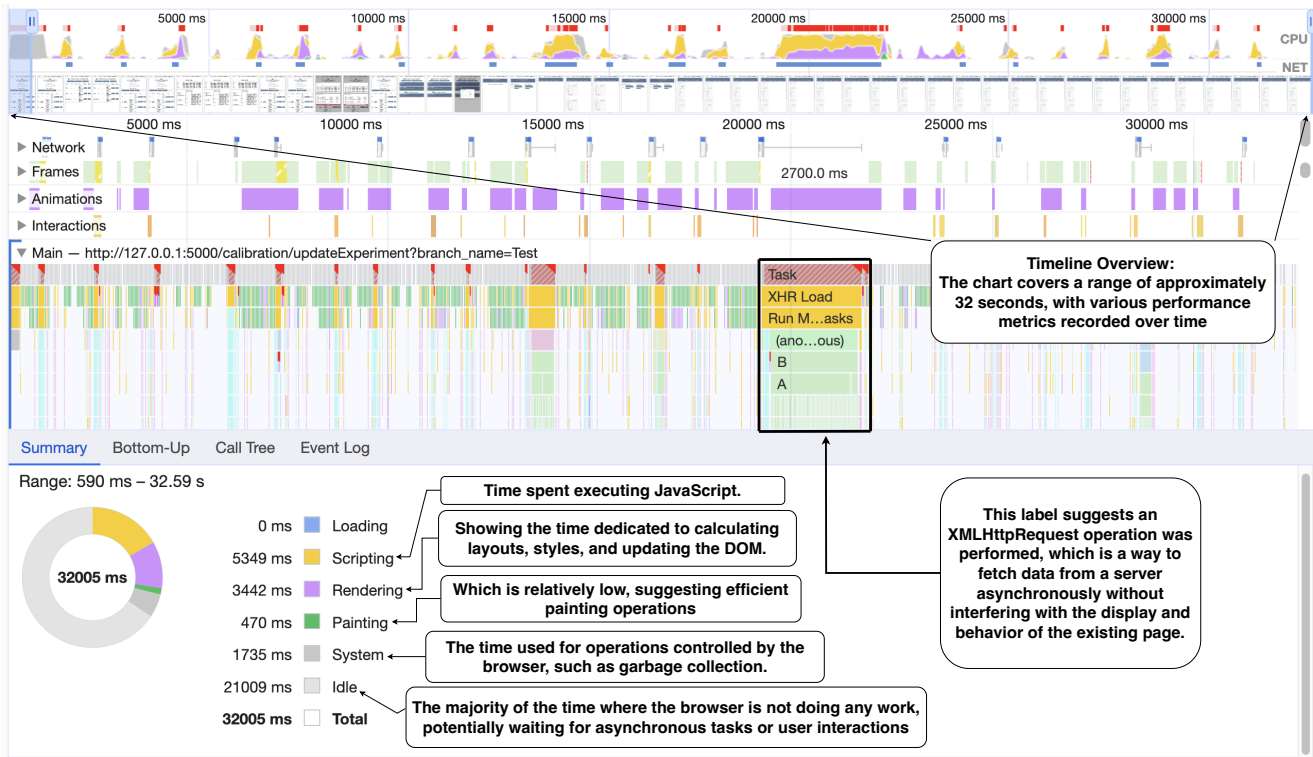 5000 ms 10000 ms 15000 ms 20000 ms 25000 ms 30000 ms
CPU
NET
5000 ms 10000 ms 15000 ms 20000 ms 25000 ms 30000 ms
Network
Frames
2700.0 ms
Animations
Interactions
Main — http://127.0.0.1:5000/calibration/updateExperiment?branch_name=Test
Task
XHR Load
Run M...asks
(ano...ous)
B
A
Timeline Overview:
The chart covers a range of approximately
32 seconds, with various performance
metrics recorded over time
Summary Bottom-Up Call Tree Event Log
Range: 590 ms – 32.59 s
32005 ms
0 ms Loading
5349 ms Scripting
3442 ms Rendering
470 ms Painting
1735 ms System
21009 ms Idle
32005 ms Total
Time spent executing JavaScript.
Showing the time dedicated to calculating
layouts, styles, and updating the DOM.
Which is relatively low, suggesting efficient
painting operations
The time used for operations controlled by the
browser, such as garbage collection.
The majority of the time where the browser is not doing any work,
potentially waiting for asynchronous tasks or user interactions
This label suggests an
XMLHttpRequest operation was
performed, which is a way to
fetch data from a server
asynchronously without
interfering with the display and
behavior of the existing page.